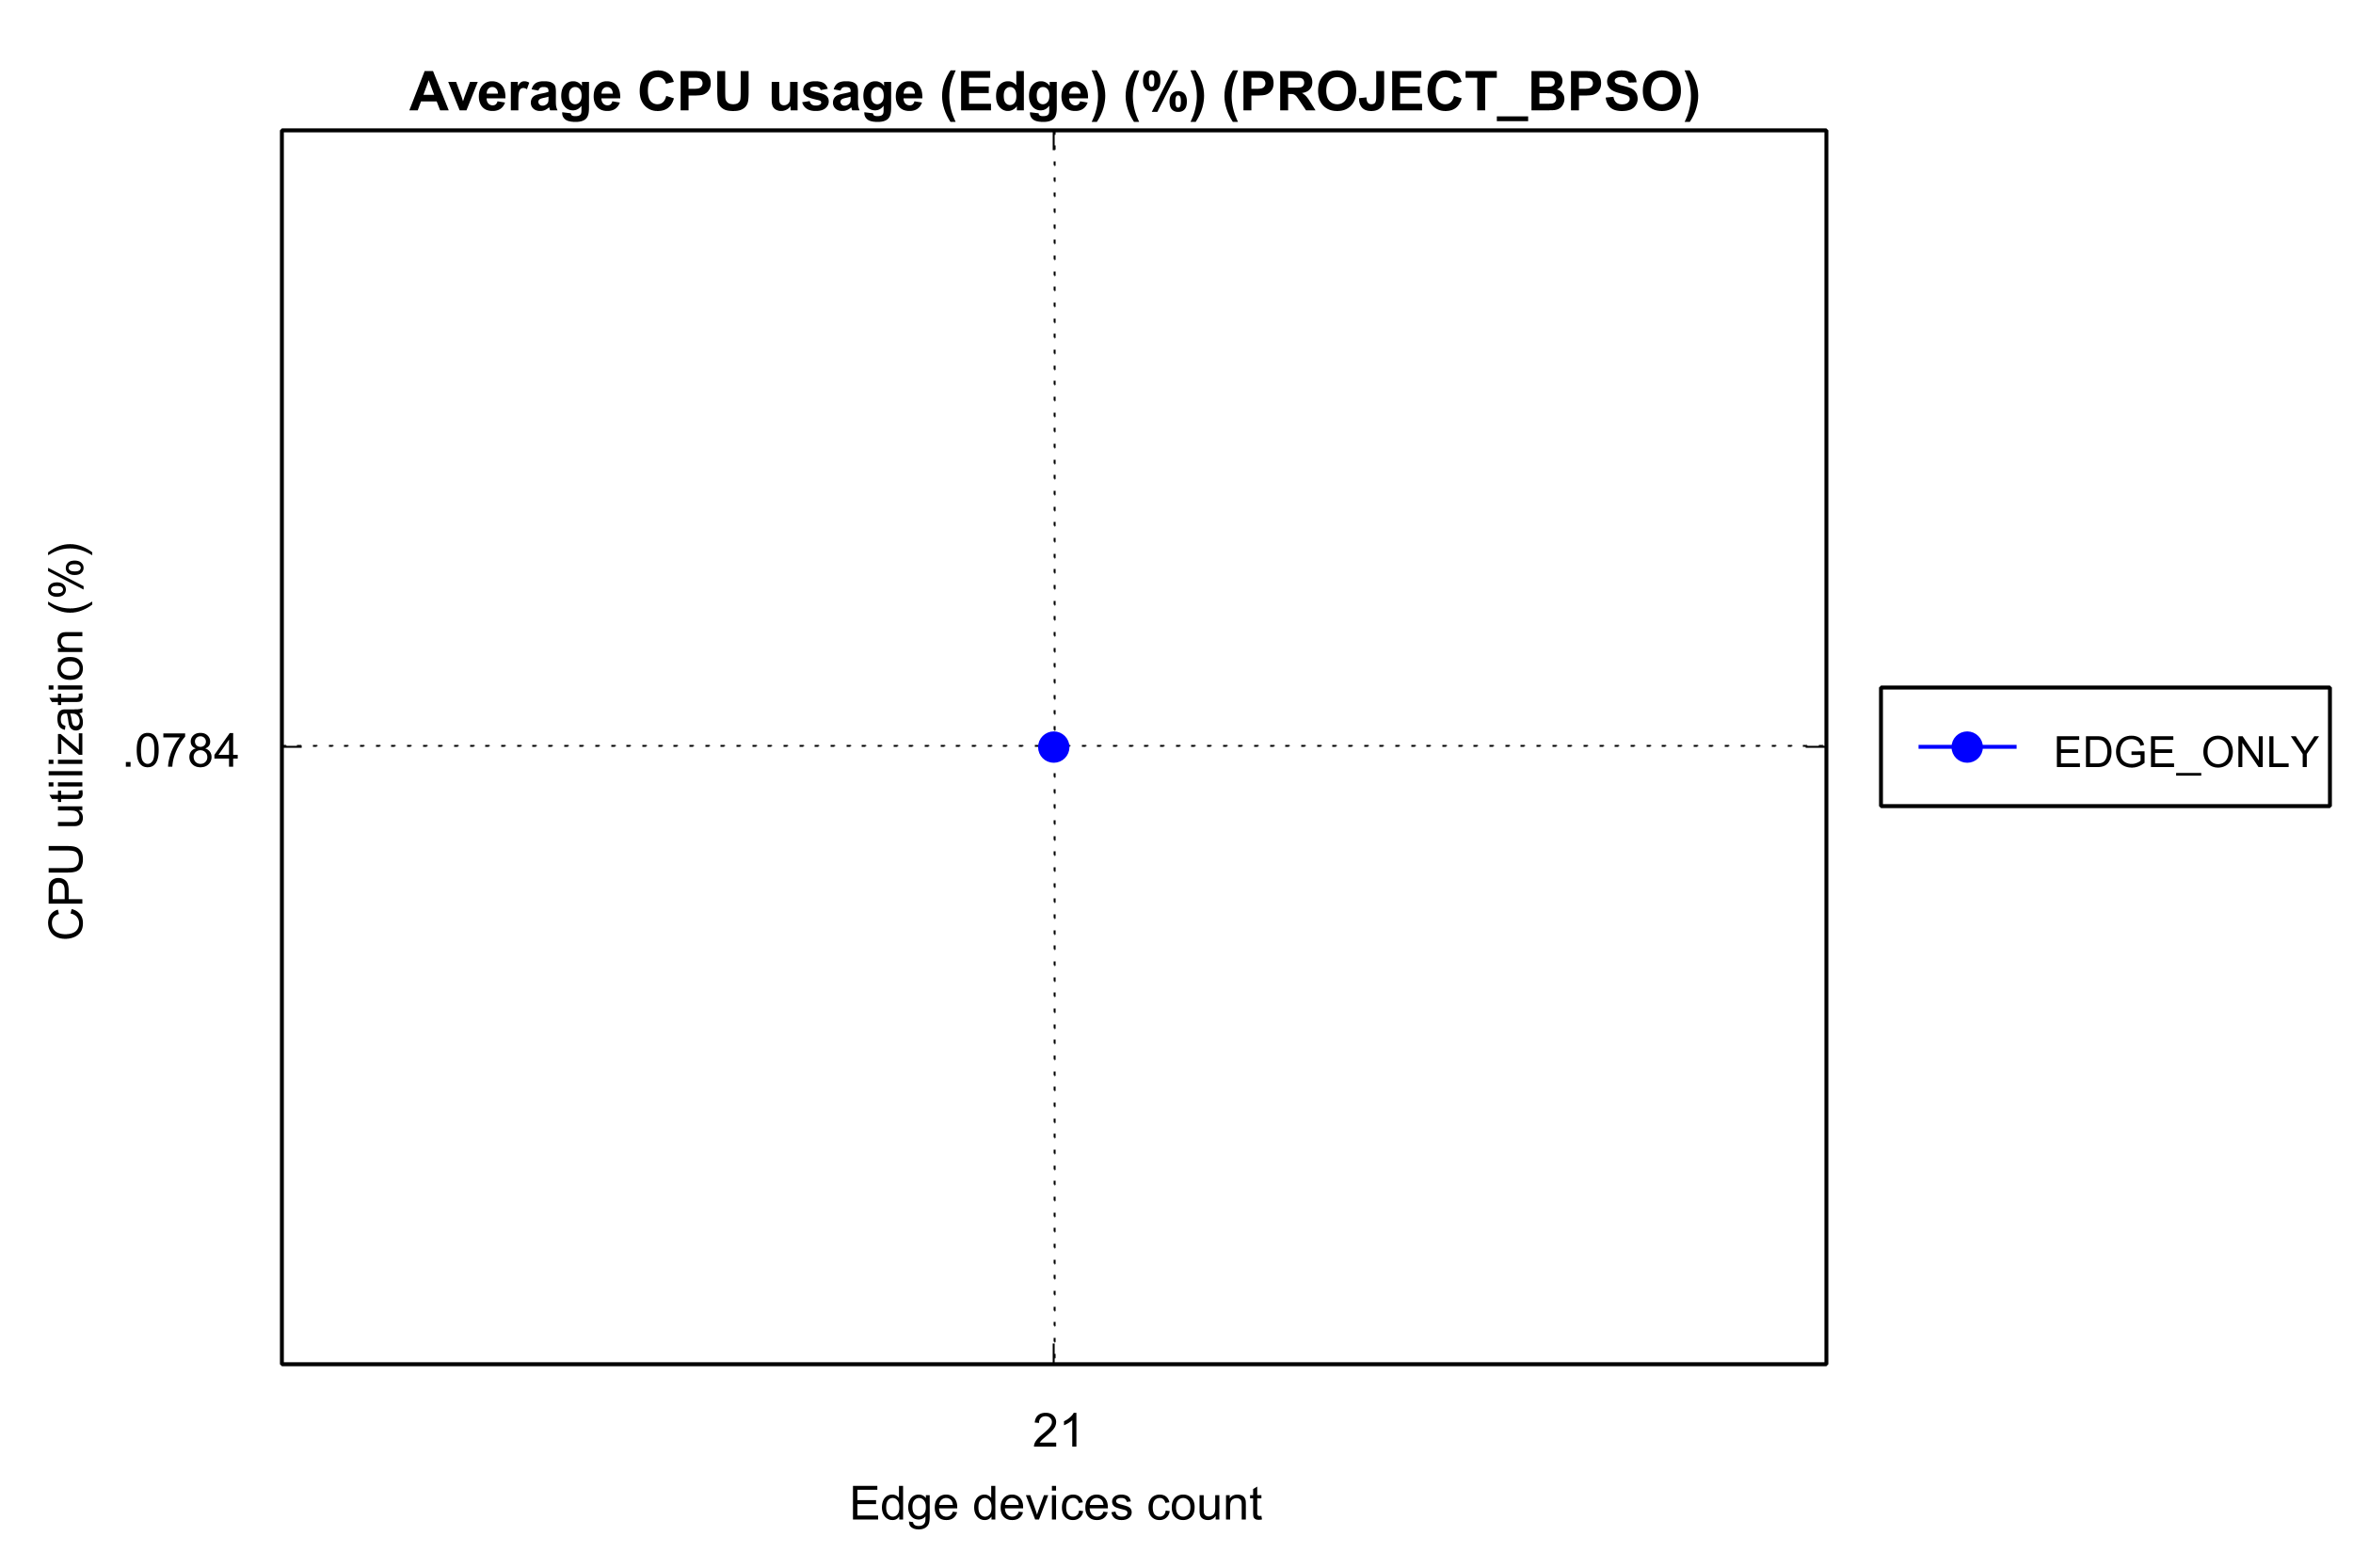 Average CPU usage (Edge) (%) (PROJECT_BPSO)
CPU utilization (%)
.0784
EDGE_ONLY
21
Edge devices count